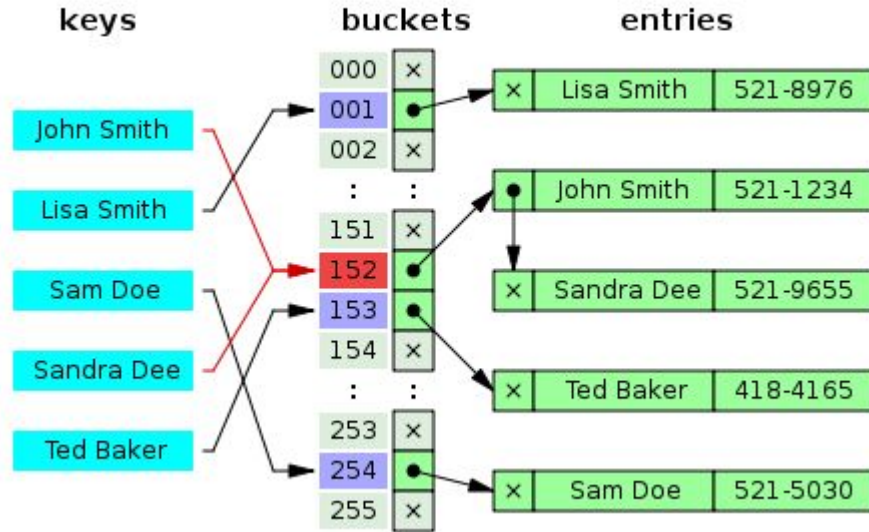 keys
buckets
entries
John Smith
Lisa Smith
Sam Doe
Sandra Dee
Ted Baker
000 ×
001
002 ×
: :
151 ×
152
153
154 ×
: :
253 ×
254
255 ×
× Lisa Smith 521-8976
John Smith 521-1234
× Sandra Dee 521-9655
× Ted Baker 418-4165
× Sam Doe 521-5030